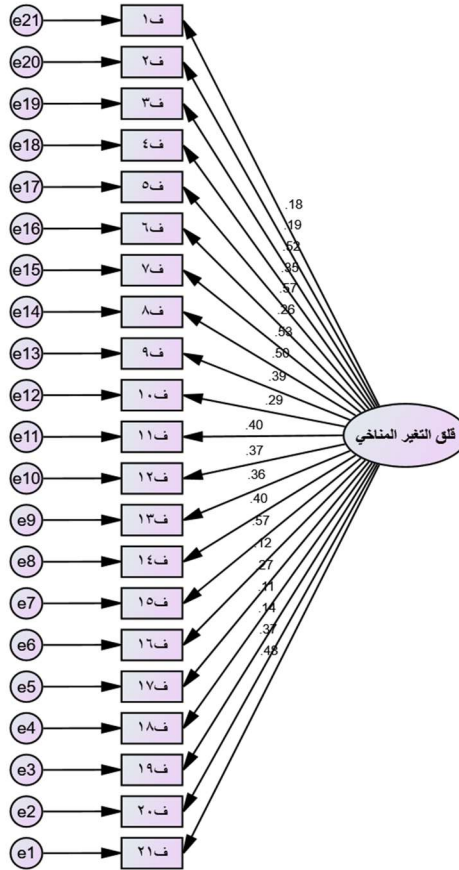 e21 ف١
e20 ف٢
e19 ف٣
e18 ف٤
e17 ف٥
e16 ف٦
e15 ف٧
e14 ف٨
e13 ف٩
e12 ف١٠
e11 ف١١
e10 ف١٢
e9 ف١٣
e8 ف١٤
e7 ف١٥
e6 ف١٦
e5 ف١٧
e4 ف١٨
e3 ف١٩
e2 ف٢٠
e1 ف٢١
.18
.19
.52
.35
.57
.26
.53
.50
.39
.29
.40
.37
.36
.40
.57
.12
.27
.11
.14
.37
.48
قلق التغير المناخي